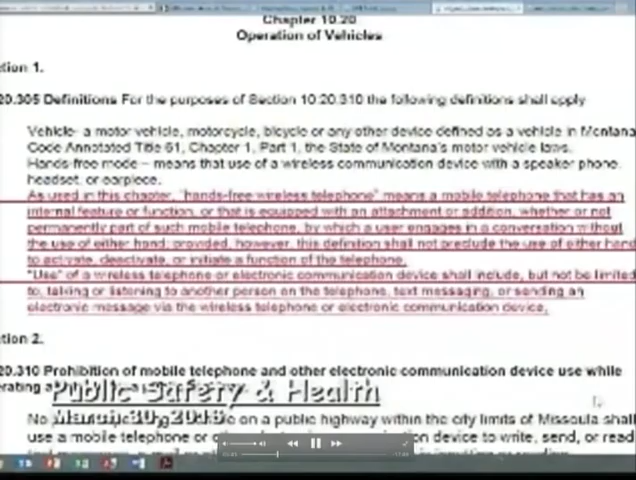 Chapter 10.20
Operation of Vehicles
tion 1.
20.305 Definitions For the purposes of Section 10.20.310 the following definitions shall apply
Vehicle- a motor vehicle, motorcycle, bicycle or any other device defined as a vehicle in Montana
Code Annotated Title 61, Chapter 1, Part 1, the State of Montana's motor vehicle laws.
Hands-free mode – means that use of a wireless communication device with a speaker phone,
headset, or earpiece.
As used in this chapter, "hands-free wireless telephone" means a mobile telephone that has an
internal feature or function, or that is equipped with an attachment or addition, whether or not
permanently part of such mobile telephone, by which a user engages in a conversation without
the use of either hand, provided, however, this definition shall not preclude the use of either hand
to activate, deactivate, or initiate a function of the telephone.
"Use" of a wireless telephone or electronic communication device shall include, but not be limited
to, talking or listening to another person on the telephone, text messaging, or sending an
electronic message via the wireless telephone or electronic communication device.
tion 2.
20.310 Prohibition of mobile telephone and other electronic communication device use while
Public Safety & Health
No on a public highway within the city limits of Missoula shall
use a mobile telephone or device to write, send, or read